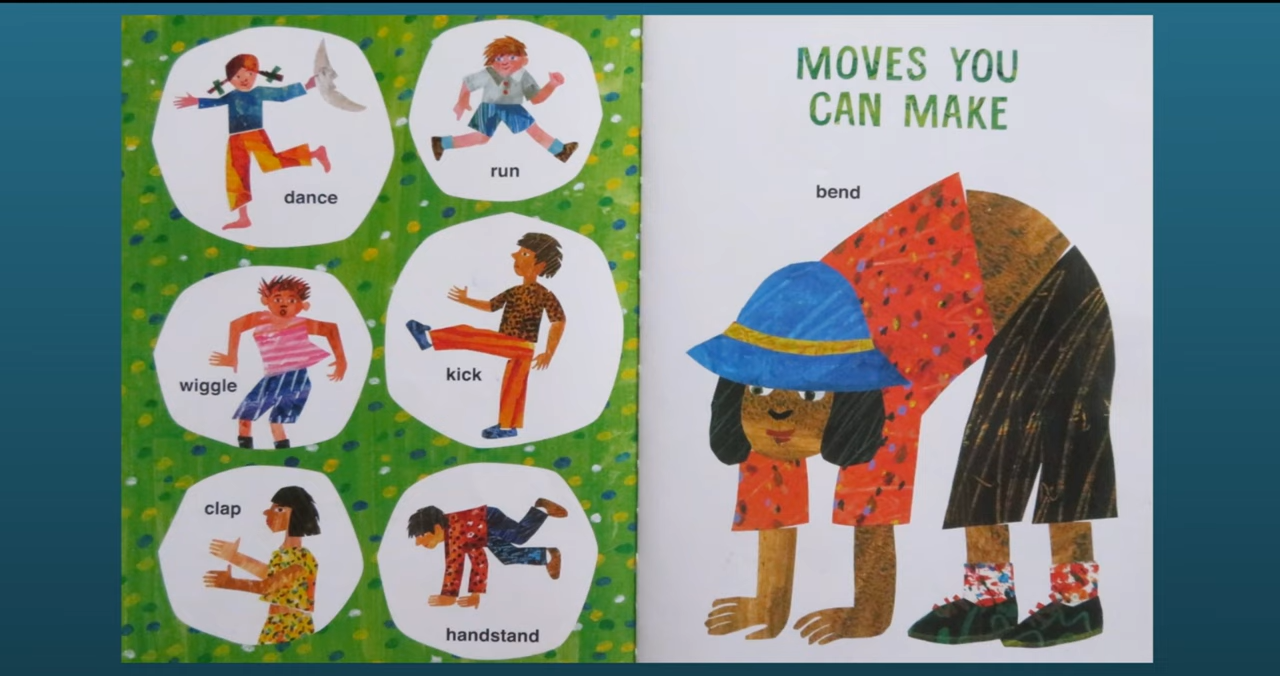 dance
run
wiggle
kick
clap
handstand
MOVES YOU
CAN MAKE
bend